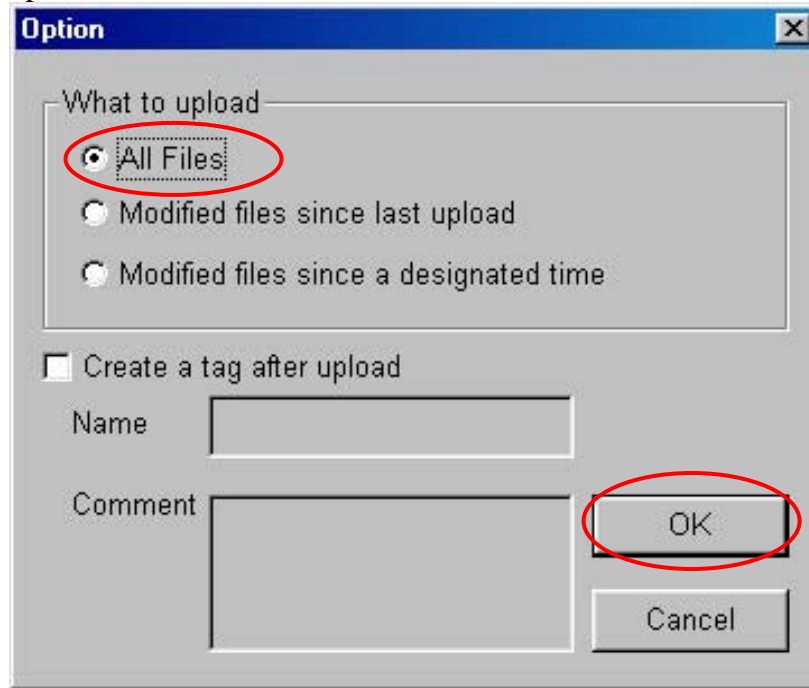 Option
What to upload
All Files
Modified files since last upload
Modified files since a designated time
Create a tag after upload
Name
Comment
OK
Cancel